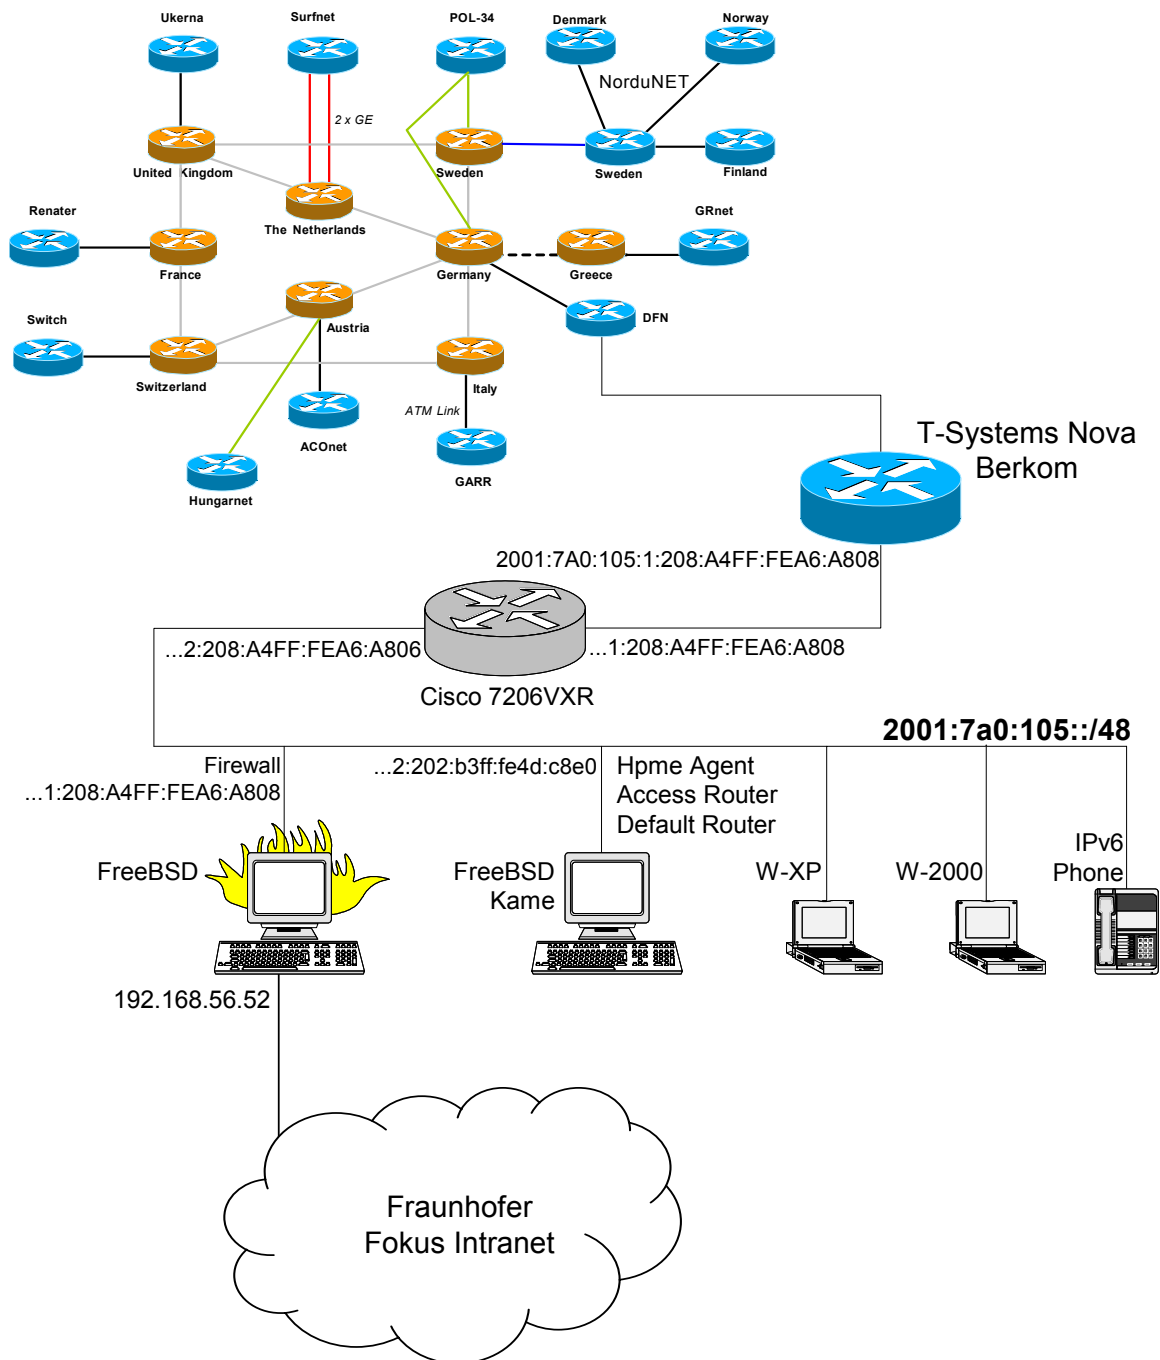 Ukerna
Surfnet
POL-34
Denmark
Norway
NorduNET
2 x GE
United Kingdom
Sweden
Sweden
Finland
Renater
The Netherlands
GRnet
France
Germany
Greece
Switch
Austria
DFN
Switzerland
Italy
ATM Link
ACOnet
GARR
Hungarnet
T-Systems Nova
Berkom
2001:7A0:105:1:208:A4FF:FEA6:A808
...2:208:A4FF:FEA6:A806
...1:208:A4FF:FEA6:A808
Cisco 7206VXR
2001:7a0:105::/48
Firewall
...1:208:A4FF:FEA6:A808
...2:202:b3ff:fe4d:c8e0
Hpme Agent
Access Router
Default Router
FreeBSD
FreeBSD
Kame
W-XP
W-2000
IPv6
Phone
192.168.56.52
Fraunhofer
Fokus Intranet